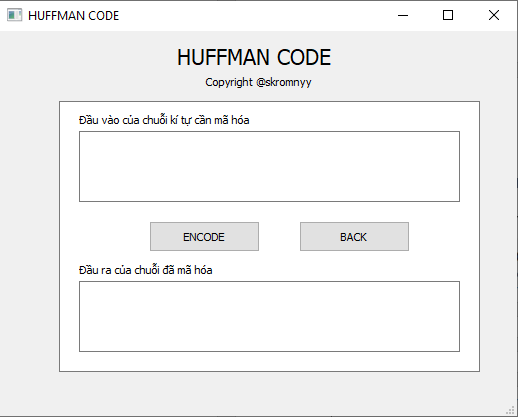 HUFFMAN CODE
HUFFMAN CODE
Copyright @skromnyy
Đầu vào của chuỗi kí tự cần mã hóa
ENCODE BACK
Đầu ra của chuỗi đã mã hóa